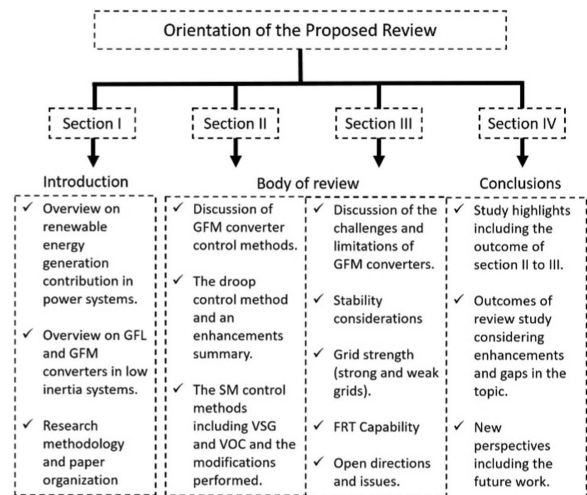 Orientation of the Proposed Review
Section I
Section II
Section III
Section IV
Introduction
Body of review
Conclusions
✓ Overview on
renewable
energy
generation
contribution in
power systems.
✓ Overview on GFL
and GFM
converters in low
inertia systems.
✓ Research
methodology
and paper
organization
✓ Discussion of
GFM converter
control methods.
✓ The droop
control method
and an
enhancements
summary.
✓ The SM control
methods
including VSG
and VOC and the
modifications
performed.
✓ Discussion of the
challenges and
limitations of
GFM converters.
✓ Stability
considerations
✓ Grid strength
(strong and weak
grids).
✓ FRT Capability
✓ Open directions
and issues.
✓ Study highlights
including the
outcome of
section II to III.
✓ Outcomes of
review study
considering
enhancements
and gaps in the
topic.
✓ New
perspectives
including the
future work.